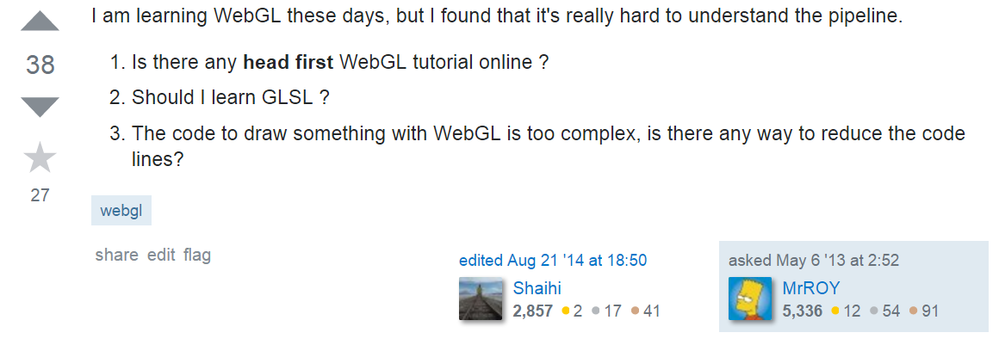 I am learning WebGL these days, but I found that it's really hard to understand the pipeline.
38
1. Is there any head first WebGL tutorial online ?
2. Should I learn GLSL ?
3. The code to draw something with WebGL is too complex, is there any way to reduce the code
lines?
27
webgl
share edit flag
edited Aug 21 '14 at 18:50
Shaihi
2,857 ●2 ●17 ●41
asked May 6 '13 at 2:52
MrROY
5,336 ●12 ●54 ●91